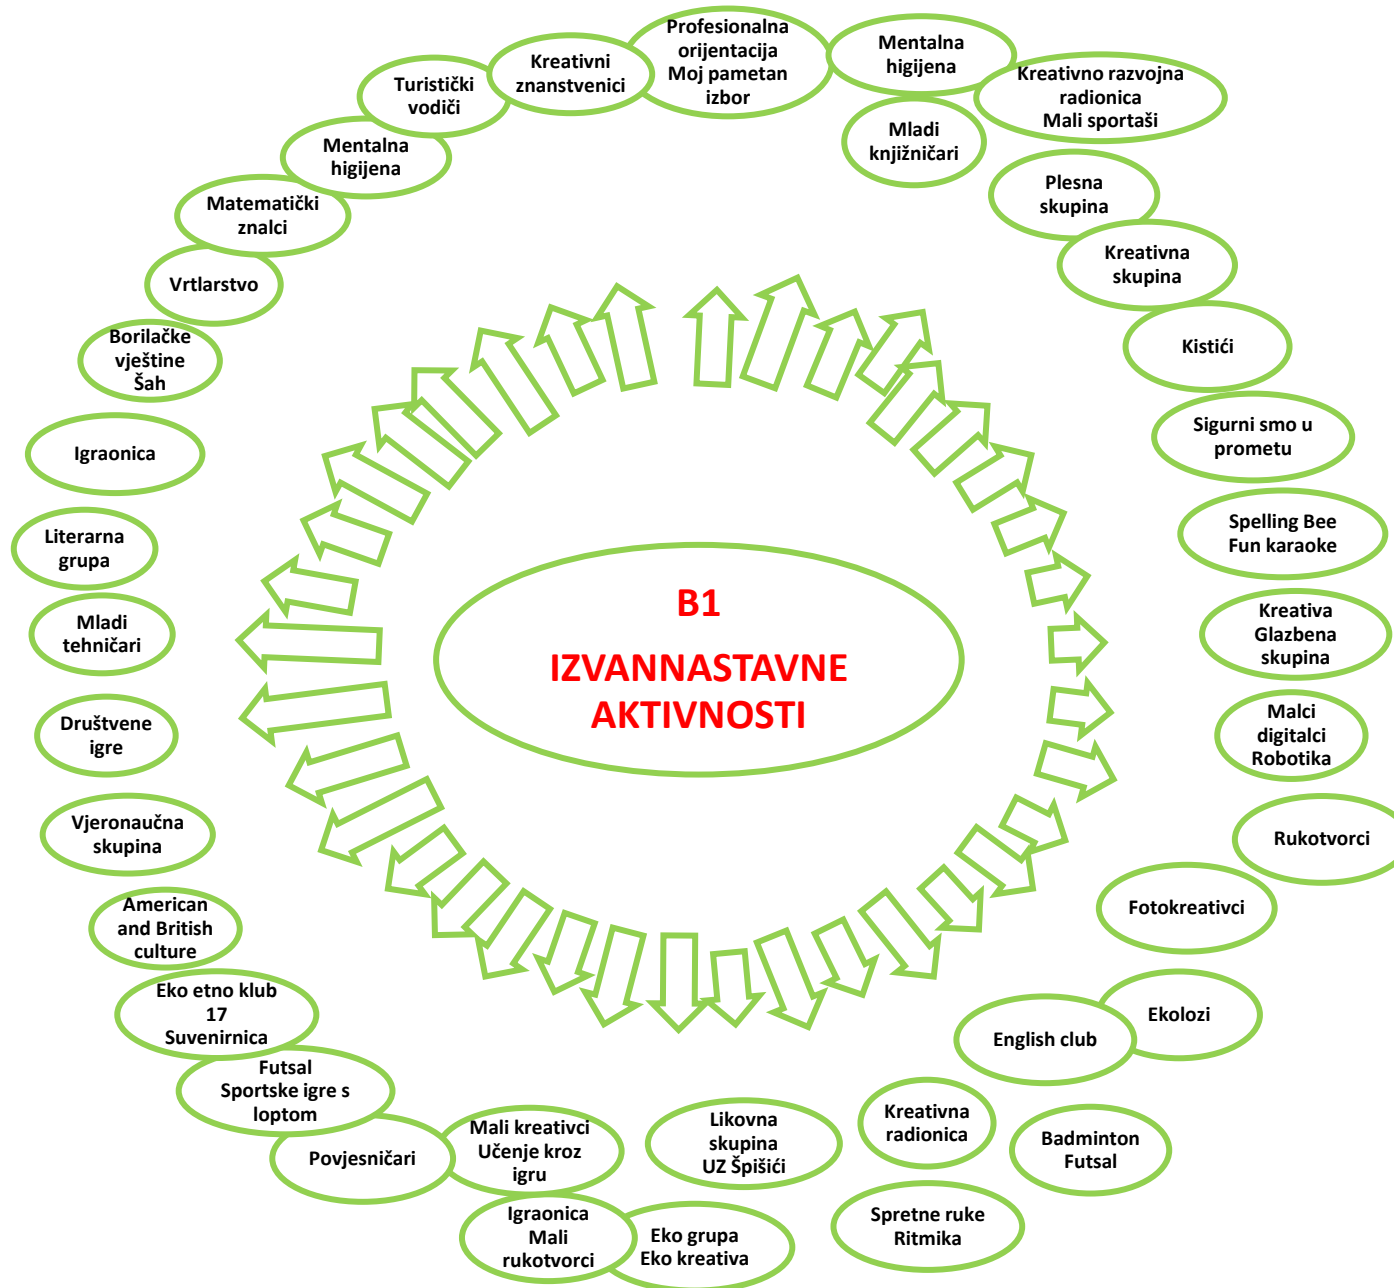 B1
IZVANNASTAVNE
AKTIVNOSTI
Profesionalna
orijentacija
Moj pametan
izbor
Mentalna
higijena
Kreativno razvojna
radionica
Mali sportaši
Mladi
knjižničari
Plesna
skupina
Kreativna
skupina
Kistići
Sigurni smo u
prometu
Spelling Bee
Fun karaoke
Kreativa
Glazbena
skupina
Malci
digitalci
Robotika
Rukotvorci
Fotokreativci
Ekolozi
English club
Badminton
Futsal
Kreativna
radionica
Spretne ruke
Ritmika
Likovna
skupina
UZ Špišići
Eko grupa
Eko kreativa
Igraonica
Mali
rukotvorci
Mali kreativci
Učenje kroz
igru
Povjesničari
Futsal
Sportske igre s
loptom
Eko etno klub
17
Suvenirnica
American
and British
culture
Vjeronaučna
skupina
Društvene
igre
Mladi
tehničari
Literarna
grupa
Igraonica
Borilačke
vještine
Šah
Vrtlarstvo
Matematički
znalci
Mentalna
higijena
Turistički
vodiči
Kreativni
znanstvenici